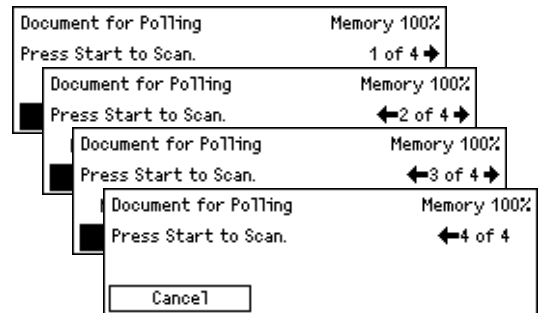 Document for Polling Memory 100%
Press Start to Scan. 1 of 4 →
Document for Polling Memory 100%
Press Start to Scan. ←2 of 4 →
Document for Polling Memory 100%
Press Start to Scan. ←3 of 4 →
Document for Polling Memory 100%
Press Start to Scan. ←4 of 4
Cancel